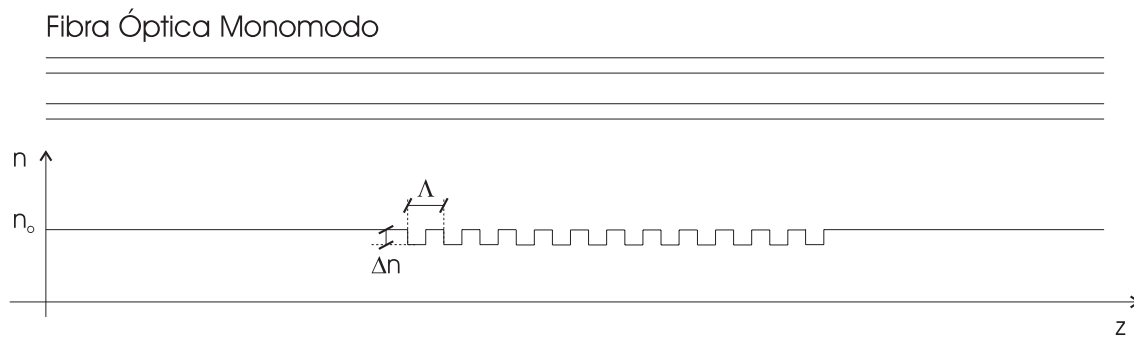 Fibra Óptica Monomodo
n
Λ
nₒ
Δn
z